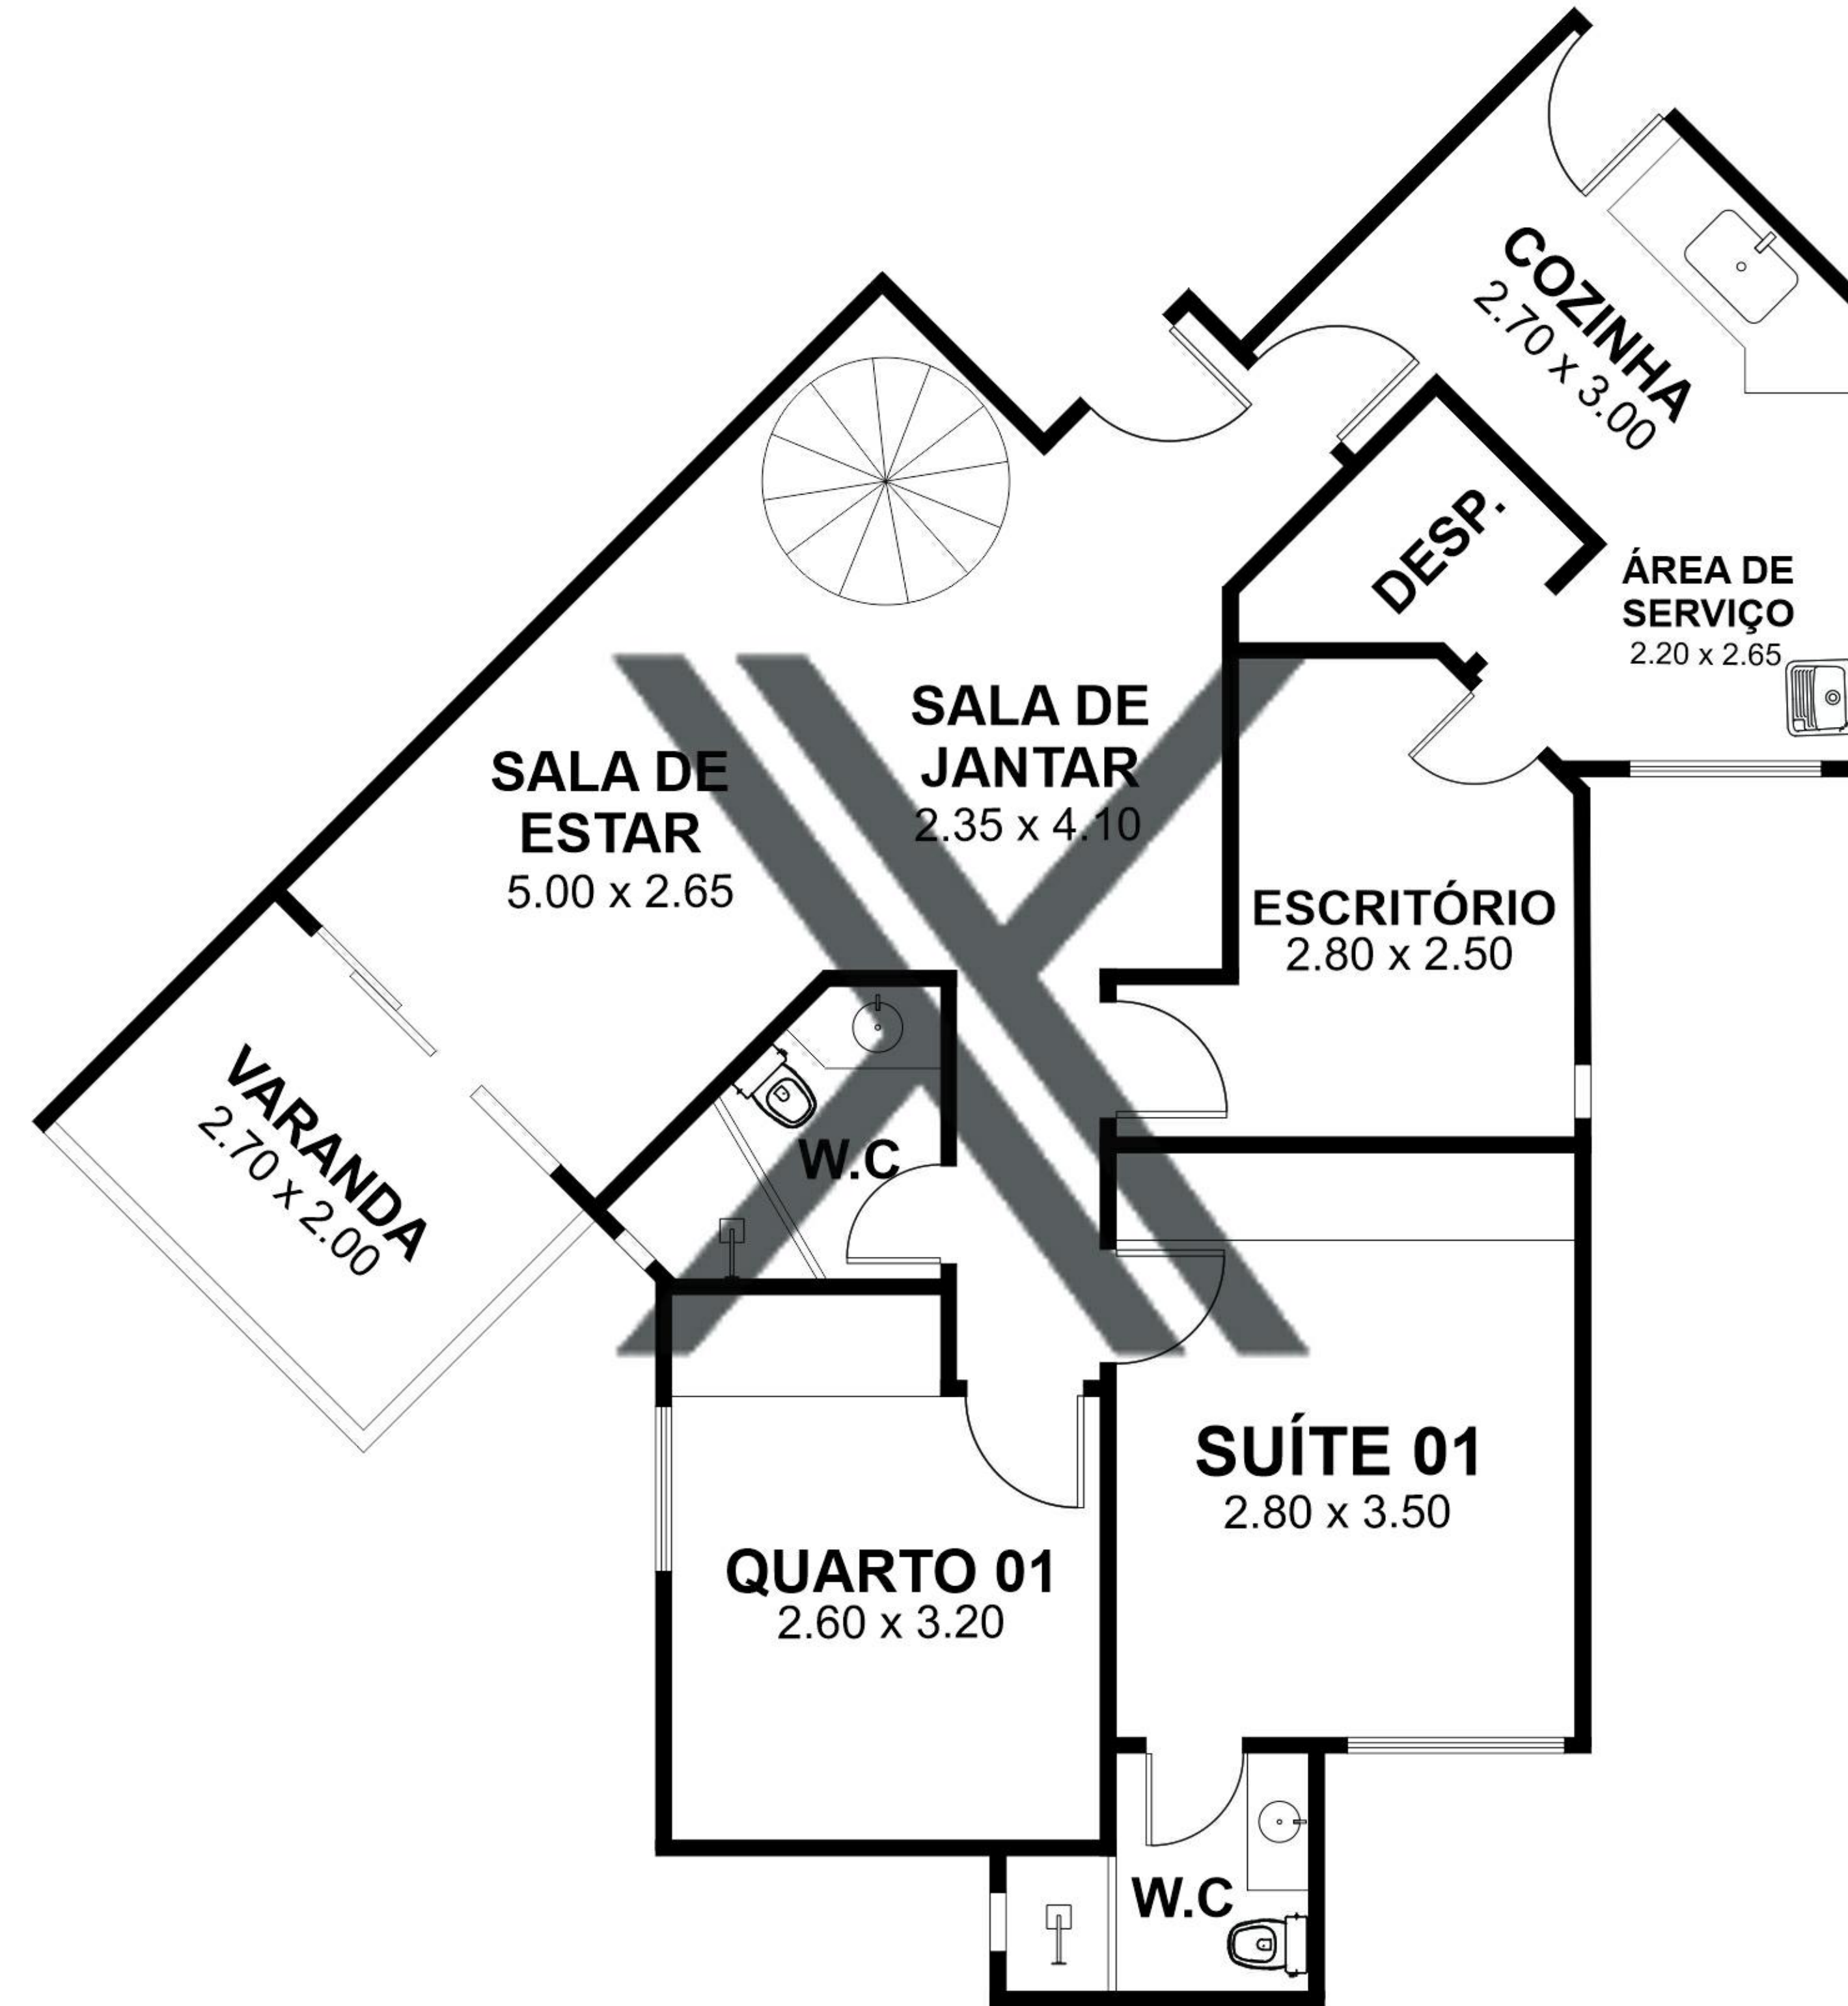 COZINHA
2.70 x 3.00
DESP.
ÁREA DE
SERVIÇO
2.20 x 2.65
SALA DE
JANTAR
2.35 x 4.10
SALA DE
ESTAR
5.00 x 2.65
ESCRITÓRIO
2.80 x 2.50
VARANDA
2.70 x 2.00
W.C
SUÍTE 01
2.80 x 3.50
QUARTO 01
2.60 x 3.20
W.C